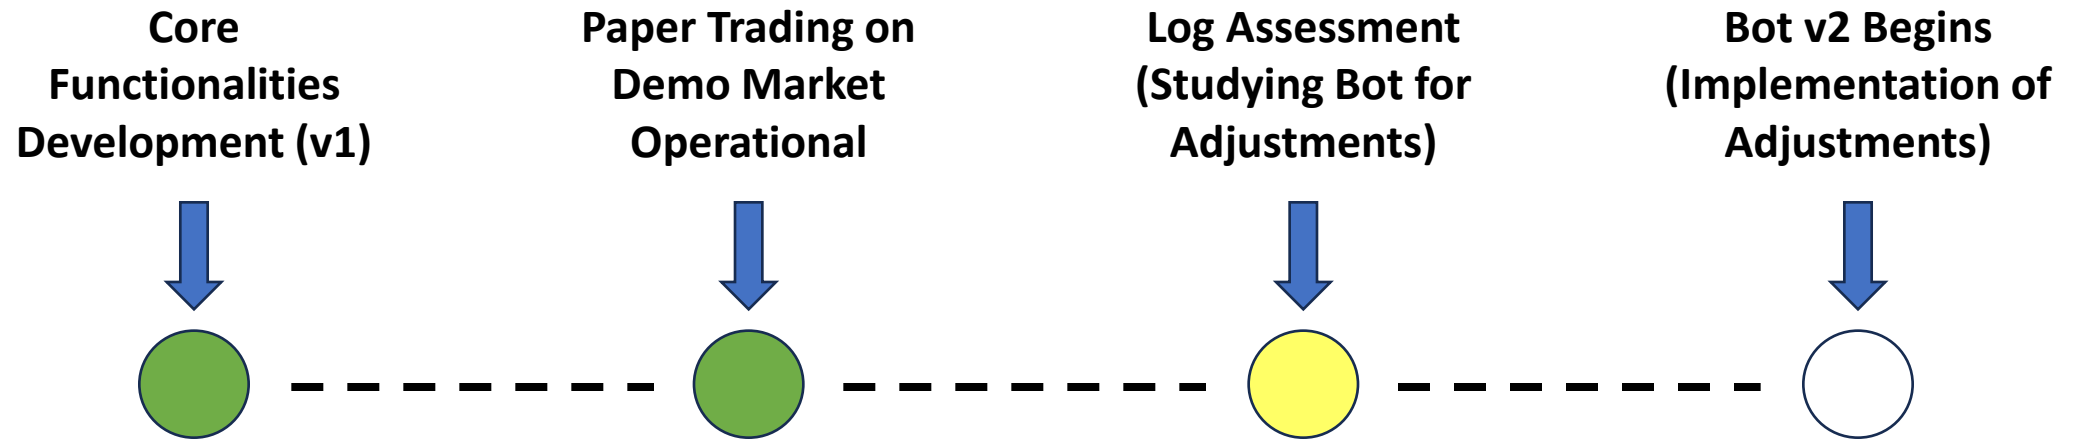 Core
Functionalities
Development (v1)
Paper Trading on
Demo Market
Operational
Log Assessment
(Studying Bot for
Adjustments)
Bot v2 Begins
(Implementation of
Adjustments)